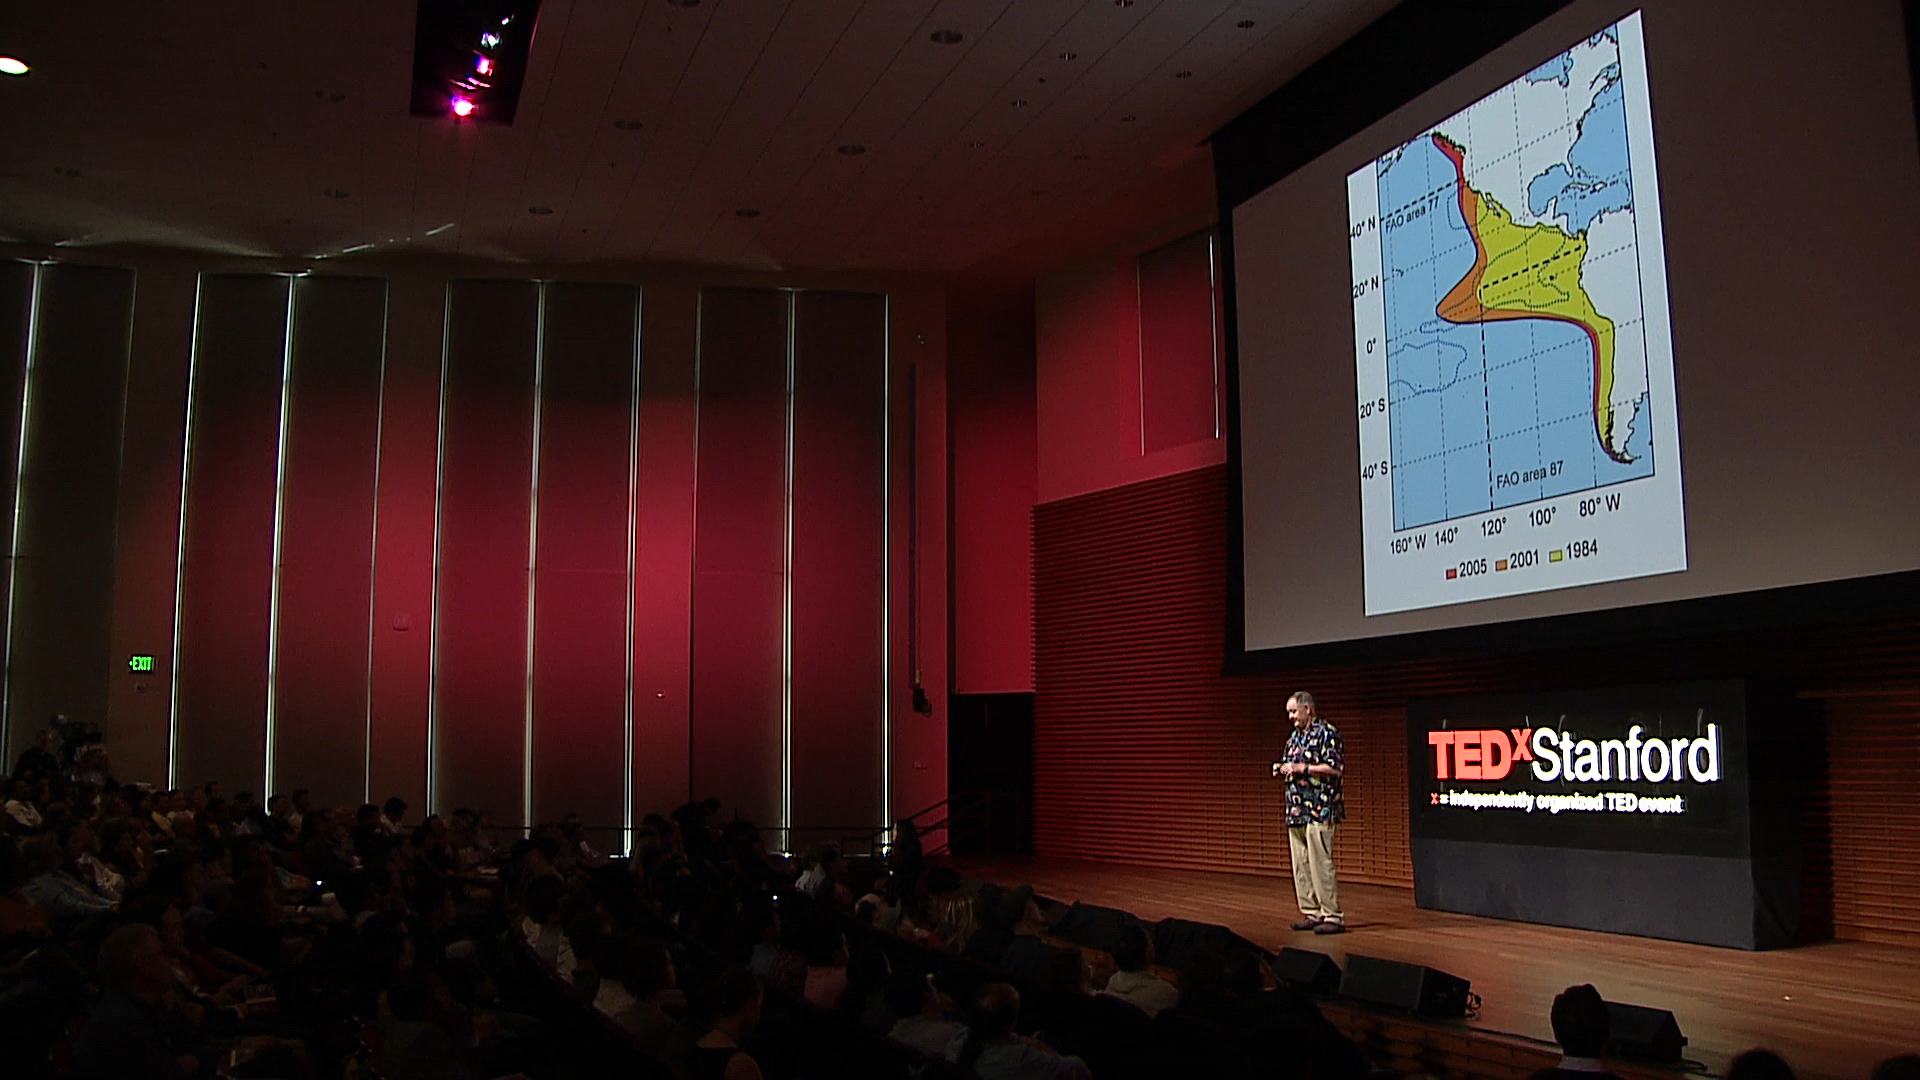 FAO area 77
40° N
20° N
0°
20° S
40° S
FAO area 87
160° W 140° 120° 100° 80° W
2005 2001 1984
EXIT
TEDxStanford
x = independently organized TED event